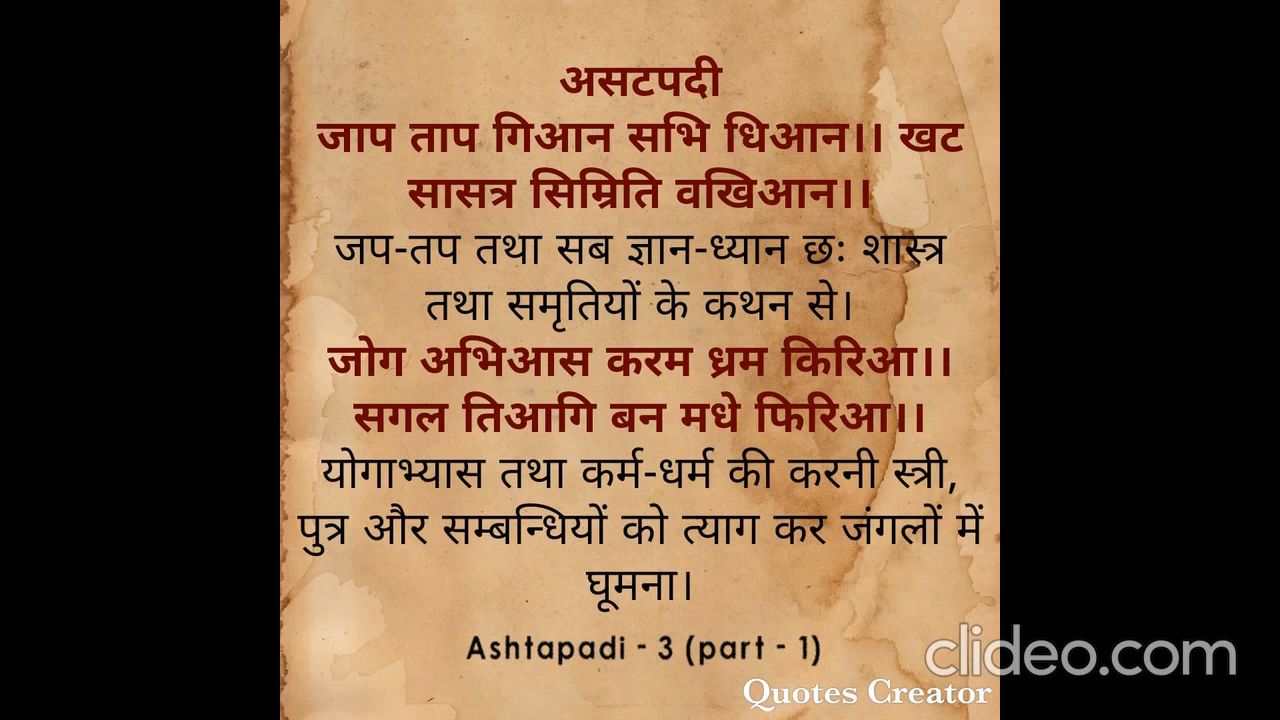 असटपदी
जाप ताप गिआन सभि धिआन।। खट
सासत्र सिम्रिति वखिआन।।
जप-तप तथा सब ज्ञान-ध्यान छः शास्त्र
तथा समृतियों के कथन से।
जोग अभिआस करम ध्रम किरिआ।।
सगल तिआगि बन मधे फिरिआ।।
योगाभ्यास तथा कर्म-धर्म की करनी स्त्री,
पुत्र और सम्बन्धियों को त्याग कर जंगलों में
घूमना।
Ashtapadi - 3 (part - 1)
clideo.com
Quotes Creator